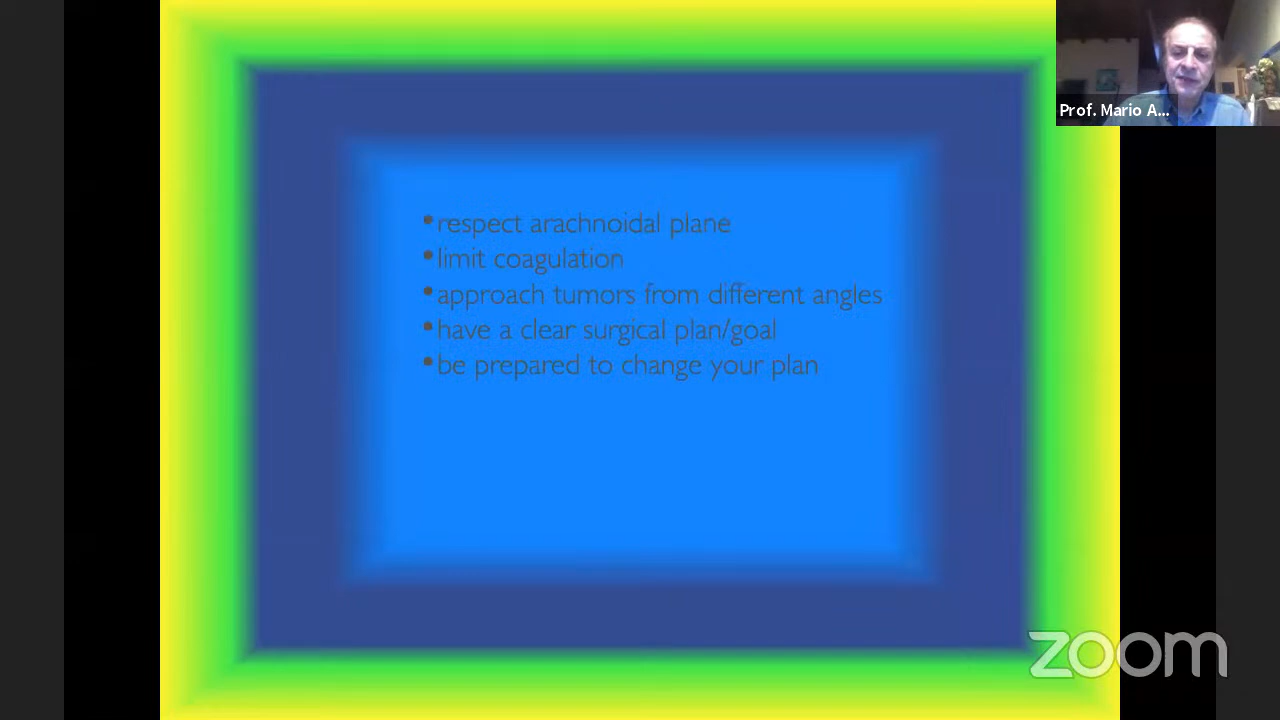 Prof. Mario A...
• respect arachnoidal plane
• limit coagulation
• approach tumors from different angles
• have a clear surgical plan/goal
• be prepared to change your plan
zoom